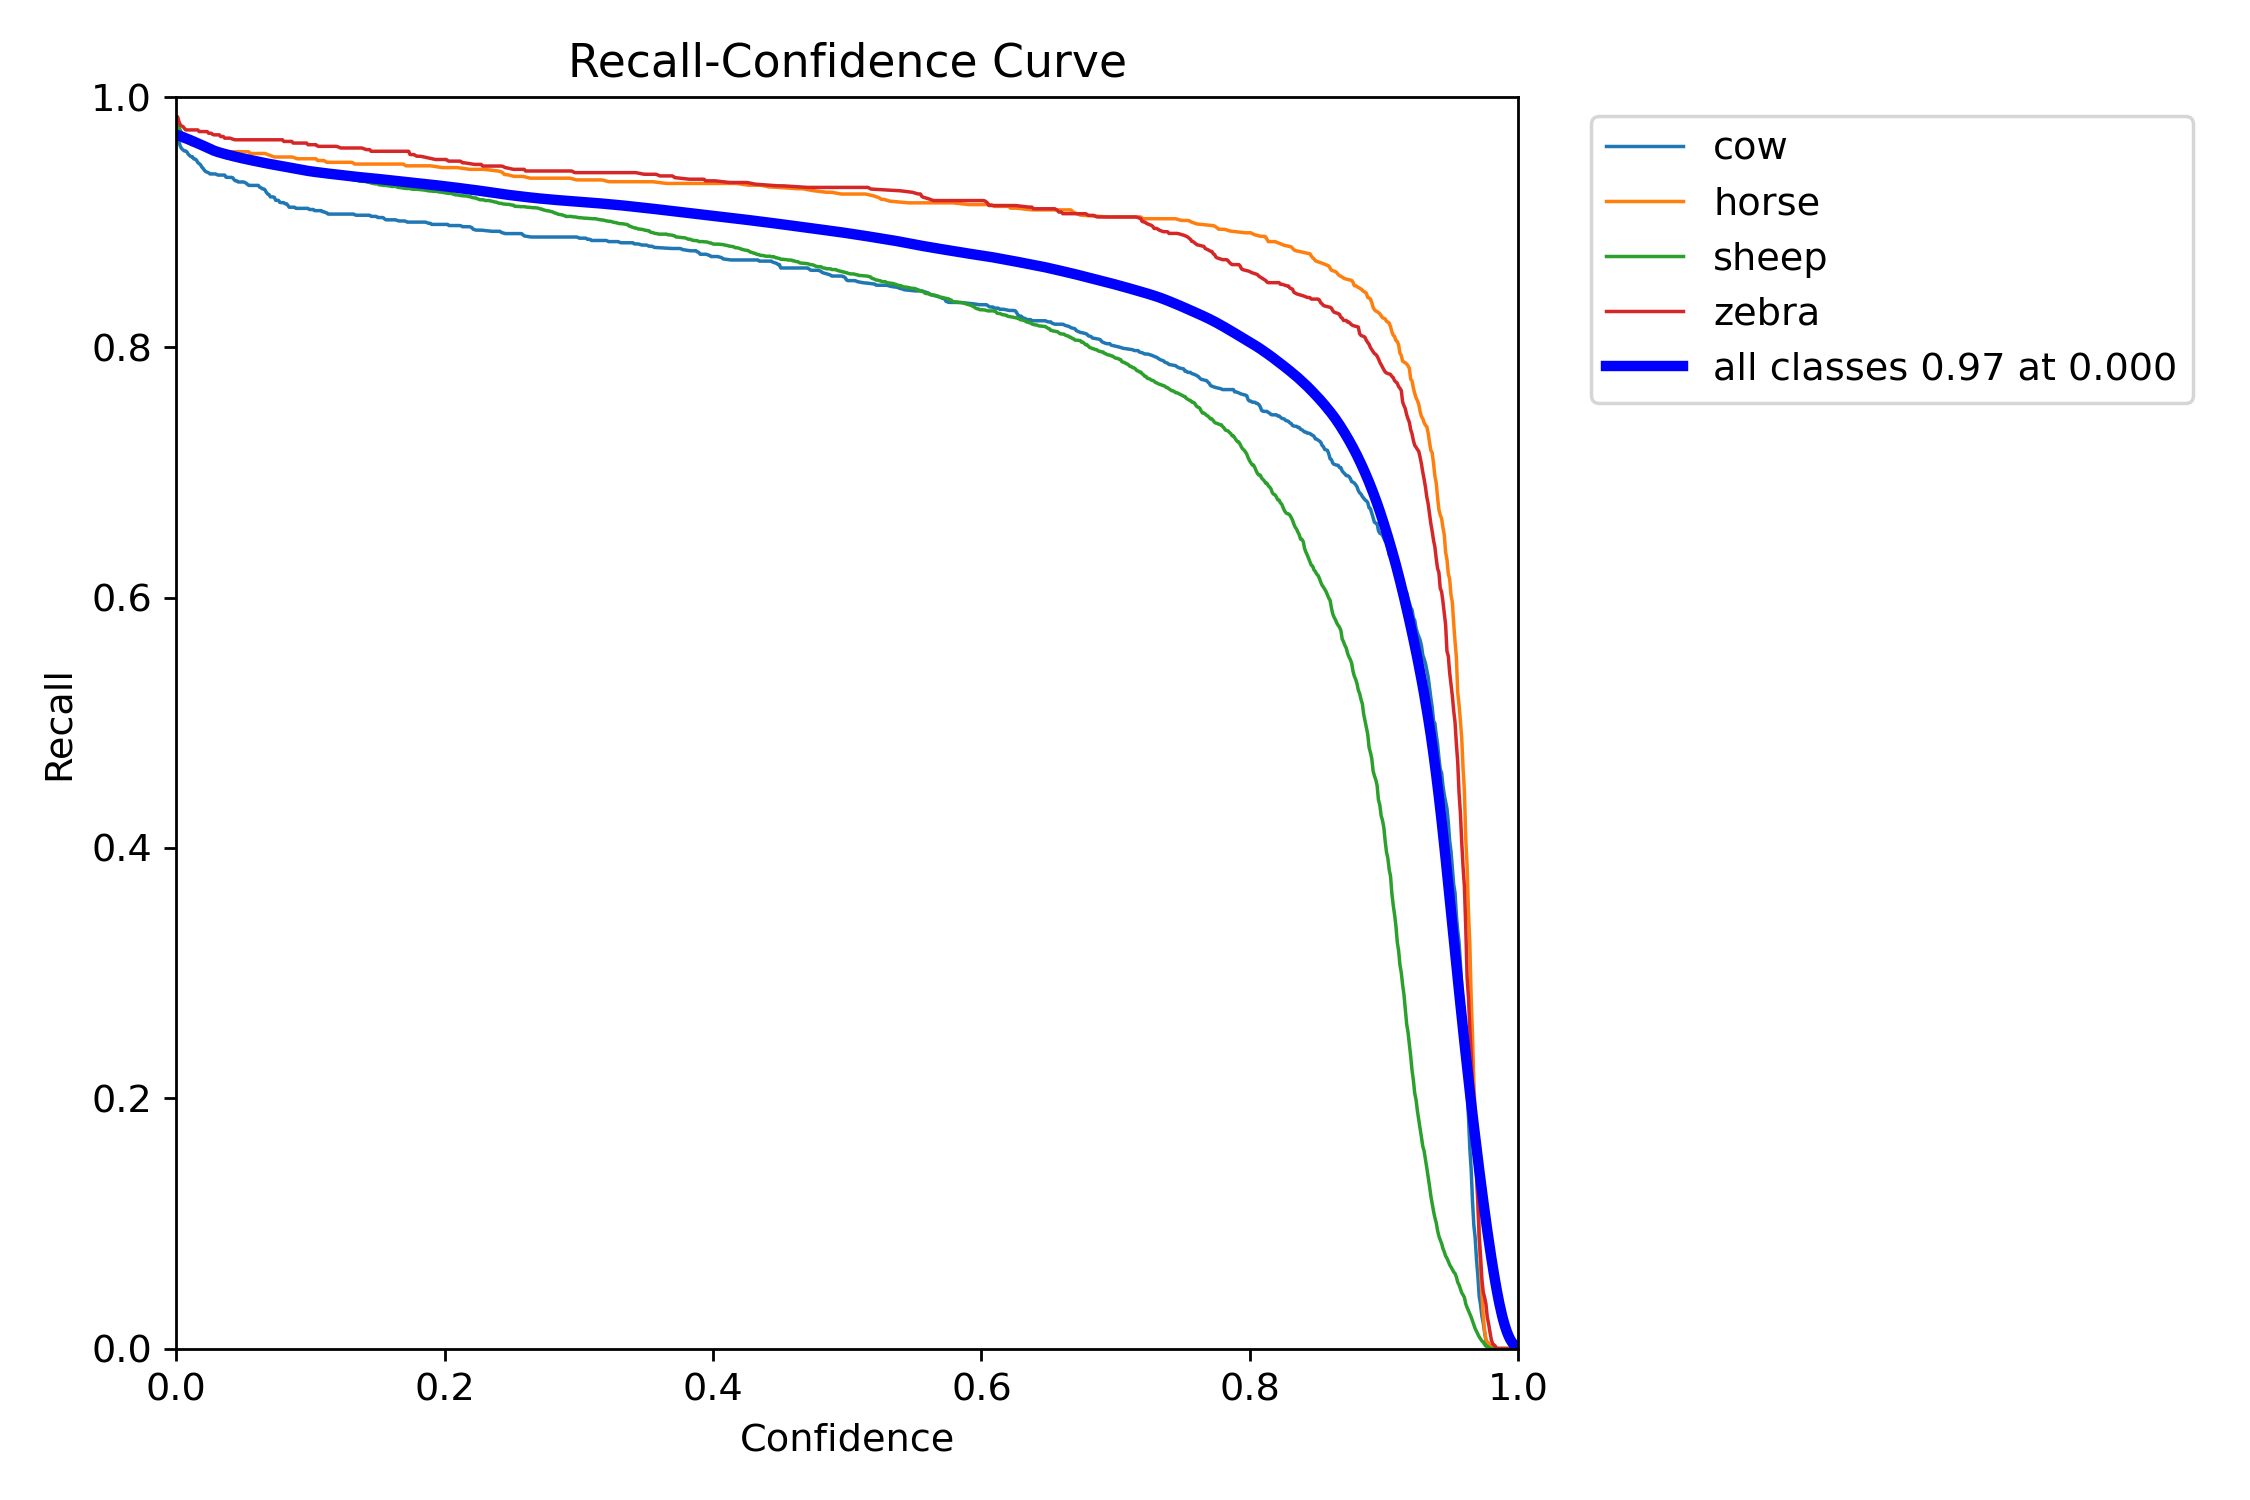 Recall-Confidence Curve
1.0
0.8
0.6
0.4
0.2
0.0
Recall
0.0 0.2 0.4 0.6 0.8 1.0
Confidence
cow
horse
sheep
zebra
all classes 0.97 at 0.000